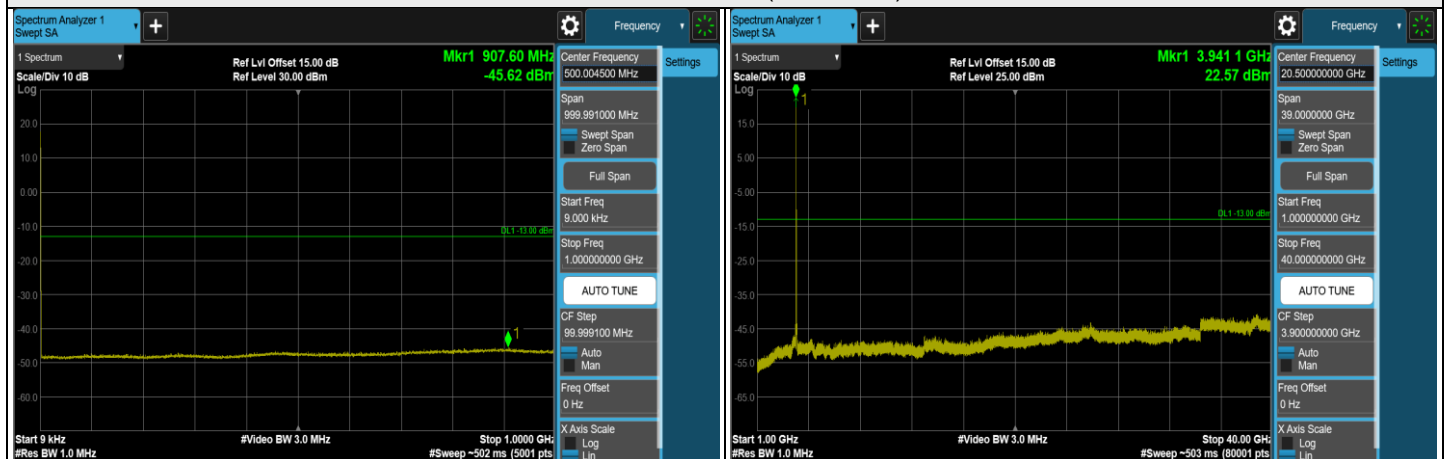 Spectrum Analyzer 1
Swept SA
+
Frequency
1 Spectrum
Scale/Div 10 dB
Log
Ref Lvl Offset 15.00 dB
Ref Level 30.00 dBm
Mkr1 907.60 MHz
-45.62 dBm
20.0
10.0
0.00
-10.0
-20.0
-30.0
-40.0
-50.0
-60.0
DL1 -13.00 dBm
1
Start 9 kHz
#Res BW 1.0 MHz
#Video BW 3.0 MHz
Stop 1.0000 GHz
#Sweep ~502 ms (5001 pts)
Center Frequency
500.004500 MHz
Settings
Span
999.991000 MHz
Swept Span
Zero Span
Full Span
Start Freq
9.000 kHz
Stop Freq
1.000000000 GHz
AUTO TUNE
CF Step
99.999100 MHz
Auto
Man
Freq Offset
0 Hz
X Axis Scale
Log
Lin
Spectrum Analyzer 1
Swept SA
+
Frequency
1 Spectrum
Scale/Div 10 dB
Log
Ref Lvl Offset 15.00 dB
Ref Level 25.00 dBm
Mkr1 3.941 1 GHz
22.57 dBm
1
15.0
5.00
-5.00
-15.0
-25.0
-35.0
-45.0
-55.0
-65.0
DL1 -13.00 dBm
Start 1.00 GHz
#Res BW 1.0 MHz
#Video BW 3.0 MHz
Stop 40.00 GHz
#Sweep ~503 ms (80001 pts)
Center Frequency
20.500000000 GHz
Settings
Span
39.0000000 GHz
Swept Span
Zero Span
Full Span
Start Freq
1.000000000 GHz
Stop Freq
40.000000000 GHz
AUTO TUNE
CF Step
3.900000000 GHz
Auto
Man
Freq Offset
0 Hz
X Axis Scale
Log
Lin